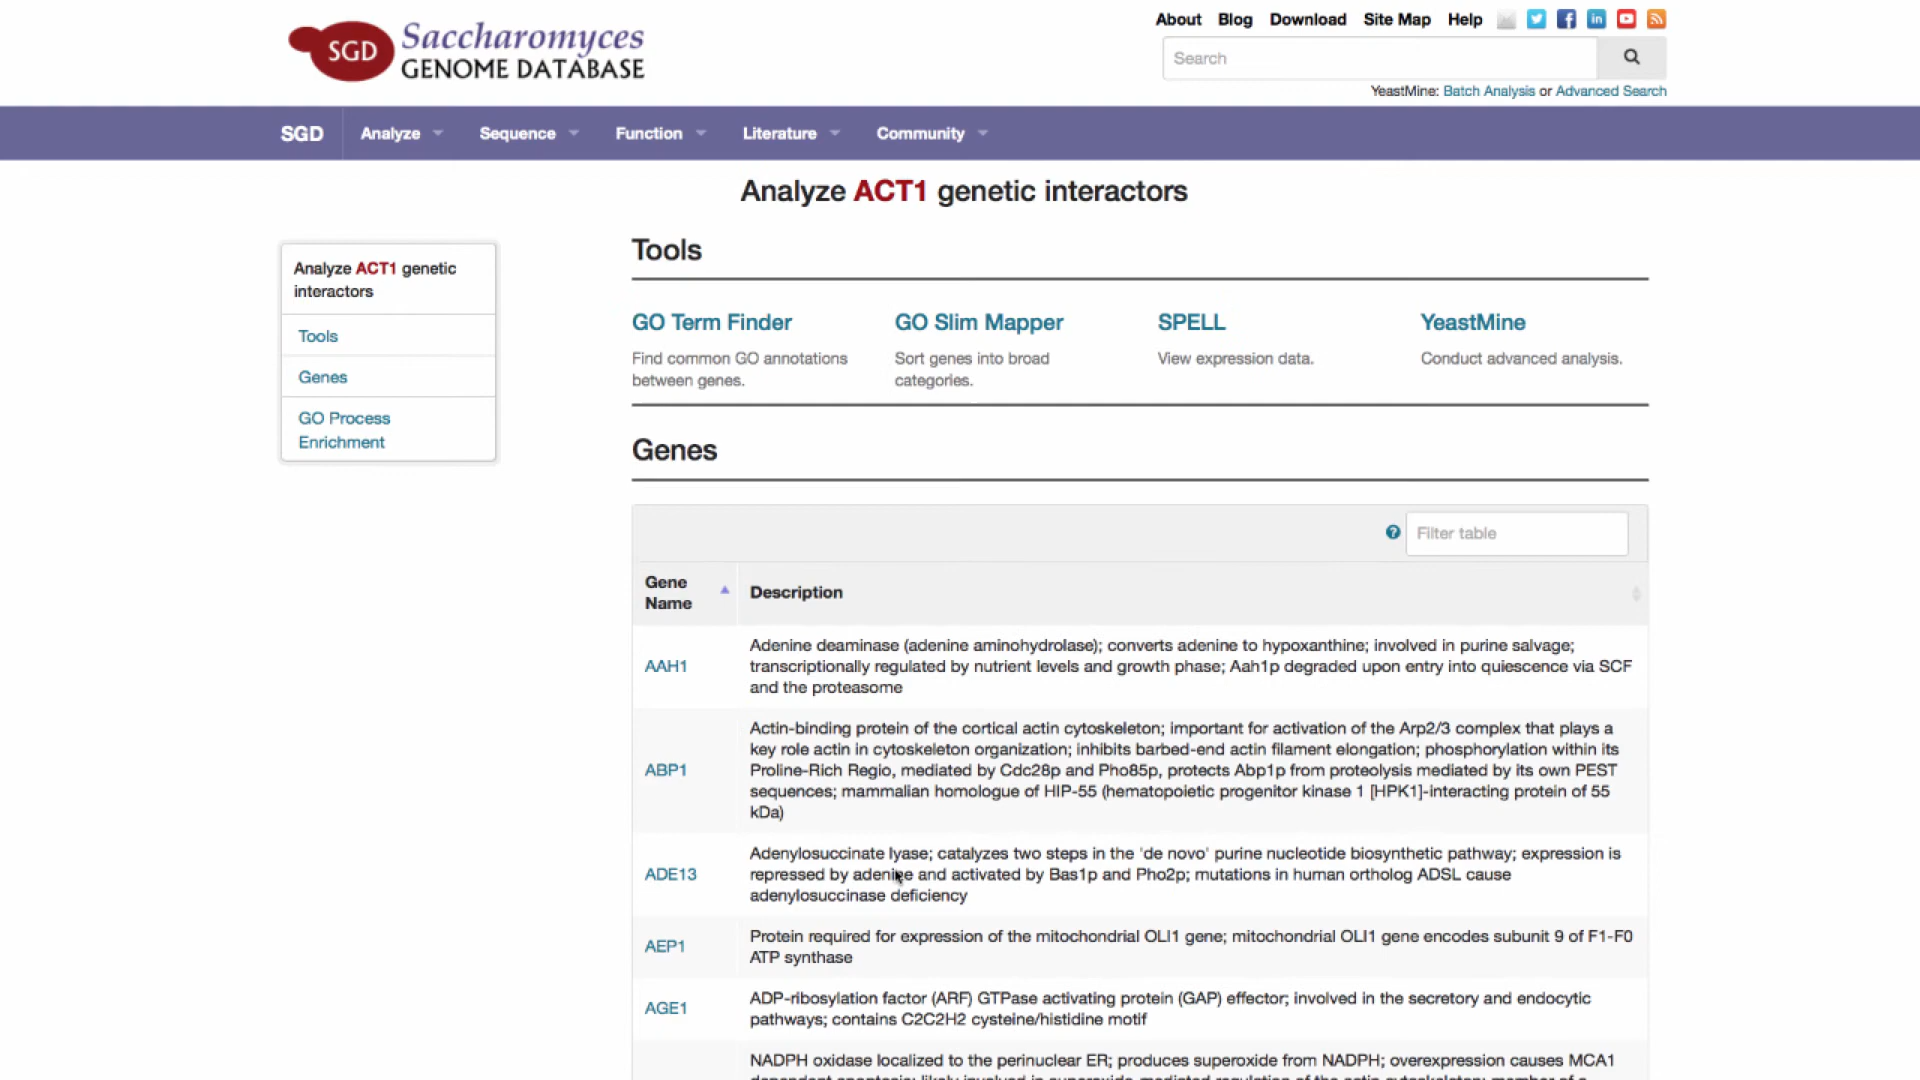 SGD Saccharomyces
GENOME DATABASE
About Blog Download Site Map Help
Search
YeastMine: Batch Analysis or Advanced Search
SGD Analyze Sequence Function Literature Community
Analyze ACT1 genetic interactors
Analyze ACT1 genetic
interactors
Tools
Genes
GO Process
Enrichment
Tools
GO Term Finder
Find common GO annotations
between genes.
GO Slim Mapper
Sort genes into broad
categories.
SPELL
View expression data.
YeastMine
Conduct advanced analysis.
Genes
? Filter table
Gene
Name
Description
AAH1
Adenine deaminase (adenine aminohydrolase); converts adenine to hypoxanthine; involved in purine salvage;
transcriptionally regulated by nutrient levels and growth phase; Aah1p degraded upon entry into quiescence via SCF
and the proteasome
ABP1
Actin-binding protein of the cortical actin cytoskeleton; important for activation of the Arp2/3 complex that plays a
key role actin in cytoskeleton organization; inhibits barbed-end actin filament elongation; phosphorylation within its
Proline-Rich Regio, mediated by Cdc28p and Pho85p, protects Abp1p from proteolysis mediated by its own PEST
sequences; mammalian homologue of HIP-55 (hematopoietic progenitor kinase 1 [HPK1]-interacting protein of 55
kDa)
ADE13
Adenylosuccinate lyase; catalyzes two steps in the 'de novo' purine nucleotide biosynthetic pathway; expression is
repressed by adenine and activated by Bas1p and Pho2p; mutations in human ortholog ADSL cause
adenylosuccinase deficiency
AEP1
Protein required for expression of the mitochondrial OLI1 gene; mitochondrial OLI1 gene encodes subunit 9 of F1-F0
ATP synthase
AGE1
ADP-ribosylation factor (ARF) GTPase activating protein (GAP) effector; involved in the secretory and endocytic
pathways; contains C2C2H2 cysteine/histidine motif
NADPH oxidase localized to the perinuclear ER; produces superoxide from NADPH; overexpression causes MCA1